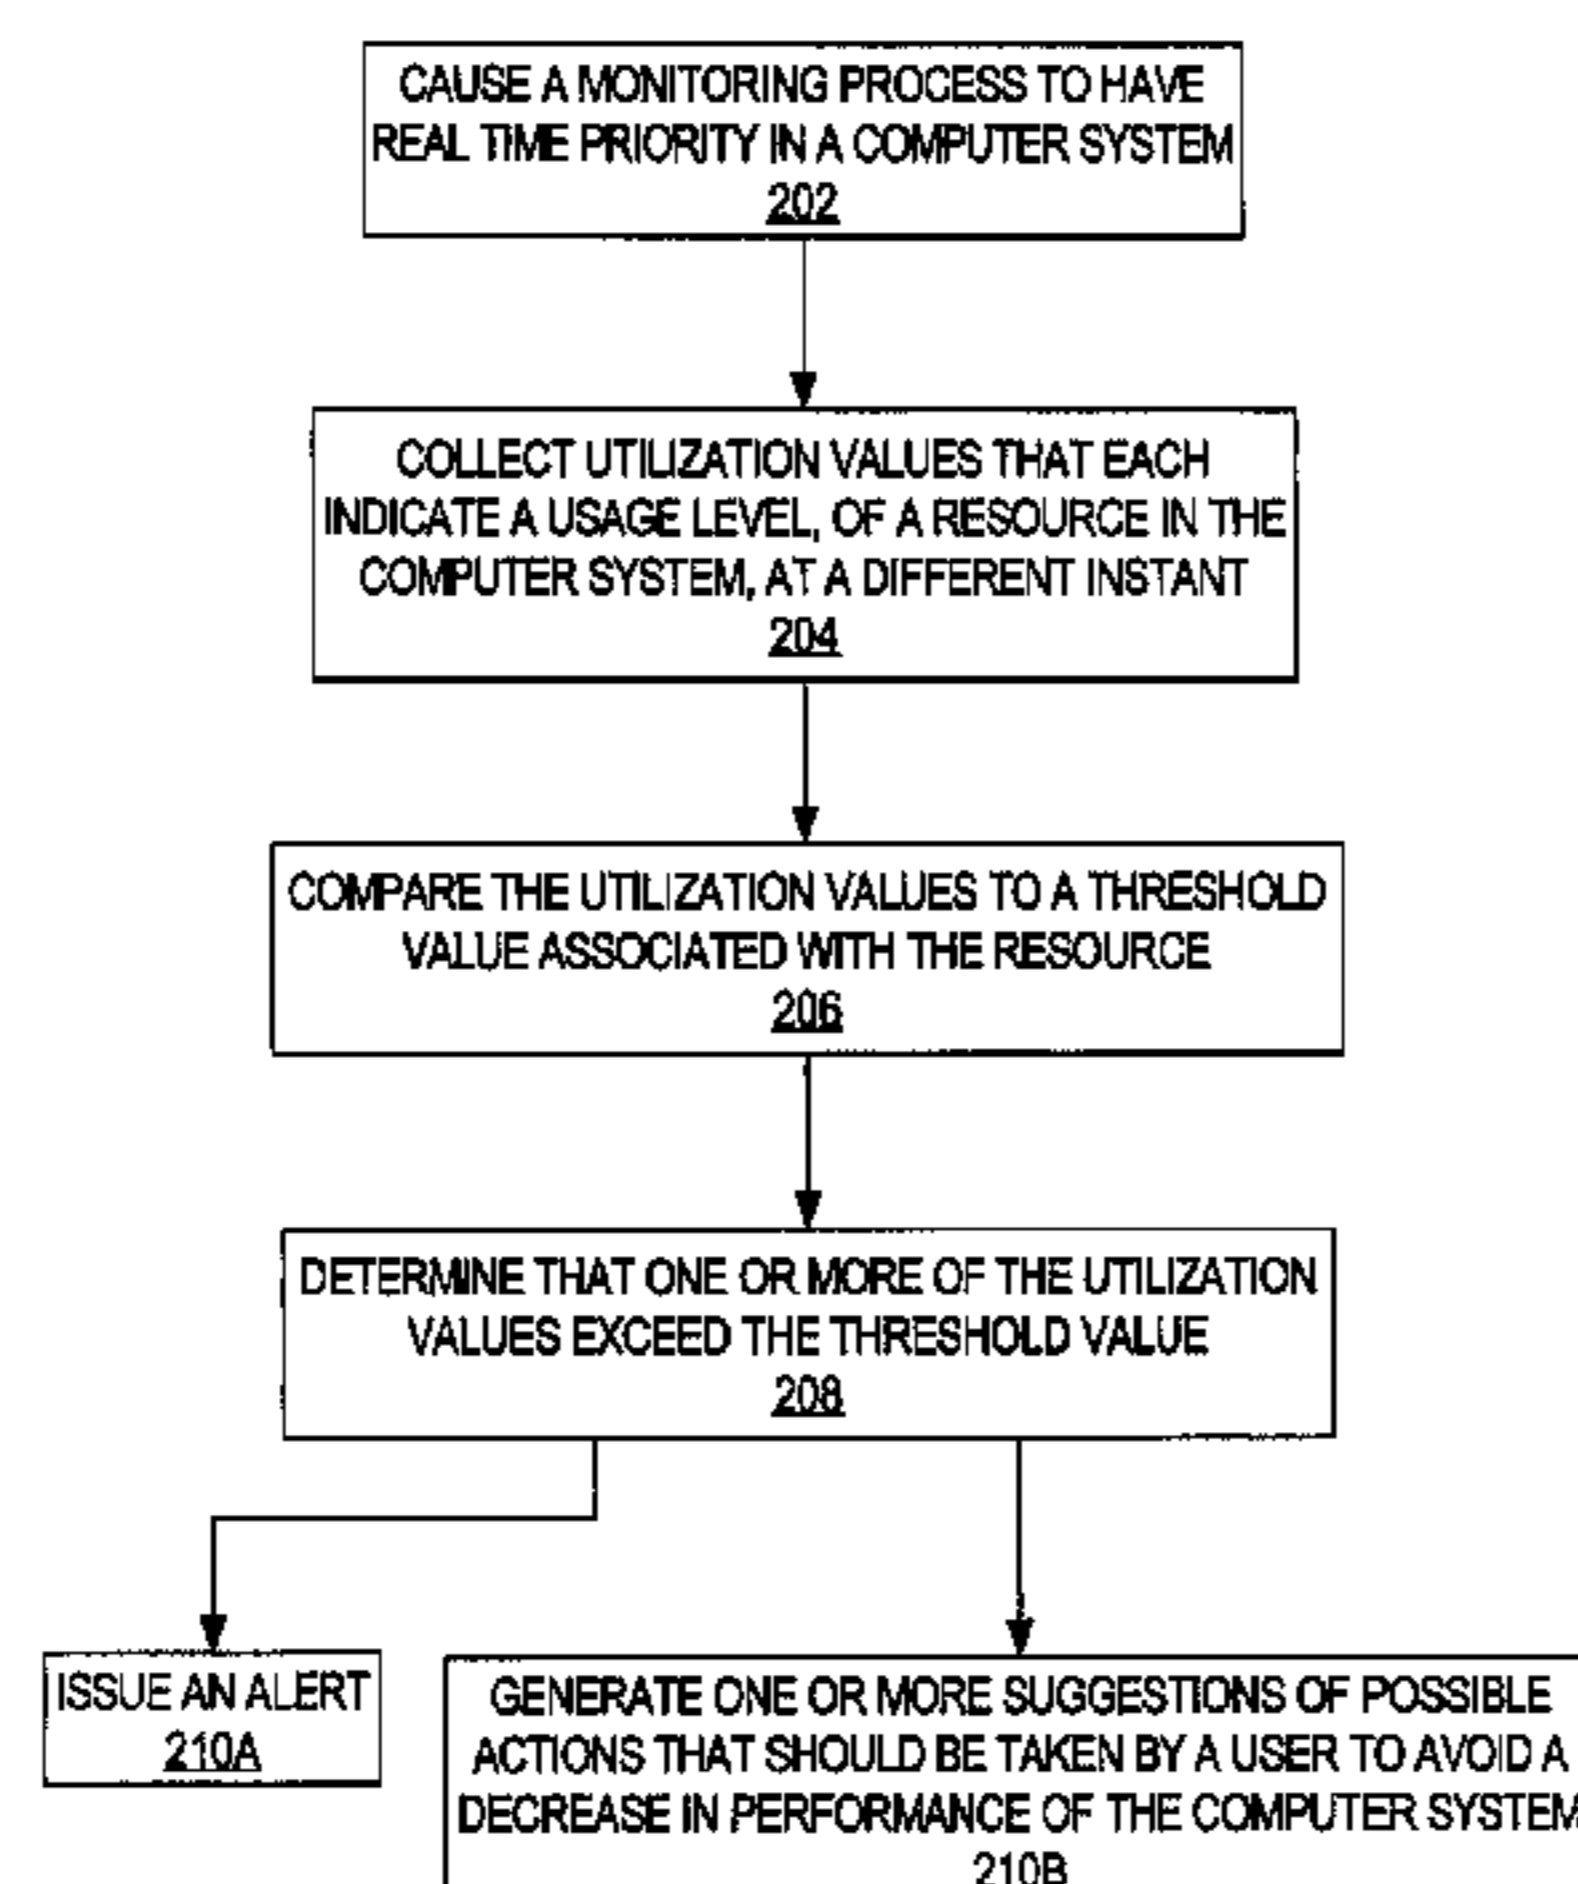 CAUSE A MONITORING PROCESS TO HAVE
REAL TIME PRIORITY IN A COMPUTER SYSTEM
202
COLLECT UTILIZATION VALUES THAT EACH
INDICATE A USAGE LEVEL, OF A RESOURCE IN THE
COMPUTER SYSTEM, AT A DIFFERENT INSTANT
204
COMPARE THE UTILIZATION VALUES TO A THRESHOLD
VALUE ASSOCIATED WITH THE RESOURCE
206
DETERMINE THAT ONE OR MORE OF THE UTILIZATION
VALUES EXCEED THE THRESHOLD VALUE
208
ISSUE AN ALERT
210A
GENERATE ONE OR MORE SUGGESTIONS OF POSSIBLE
ACTIONS THAT SHOULD BE TAKEN BY A USER TO AVOID A
DECREASE IN PERFORMANCE OF THE COMPUTER SYSTEM
210B